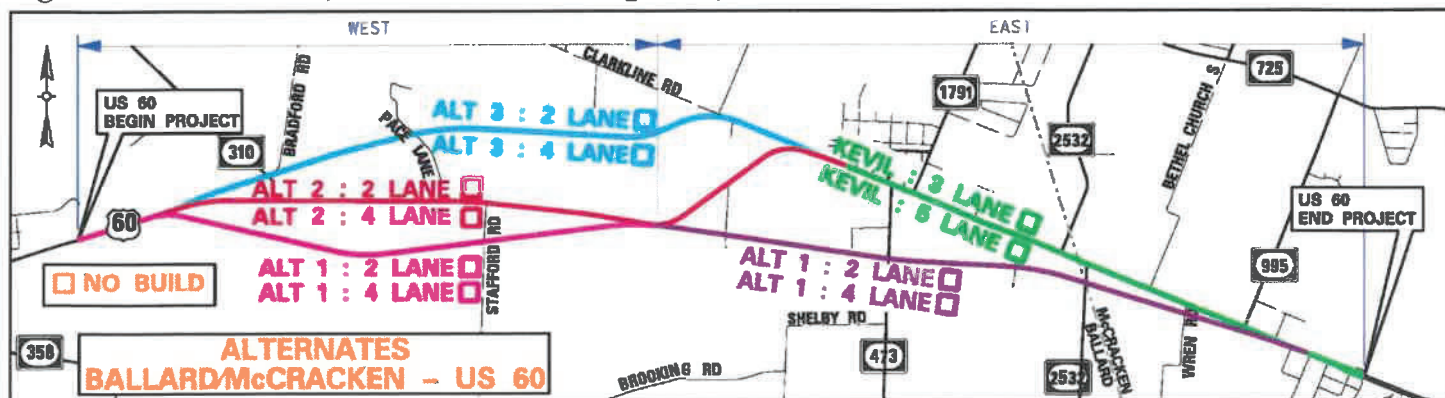 WEST
EAST
US 60
BEGIN PROJECT
310
BRADFORD RD
PACE LANE
CLARKLINE RD
ALT 3 : 2 LANE
ALT 3 : 4 LANE
1791
2532
BETHEL CHURCH S
725
ALT 2 : 2 LANE
ALT 2 : 4 LANE
60
KEVIL : 3 LANE
KEVIL : 5 LANE
US 60
END PROJECT
NO BUILD
ALT 1 : 2 LANE
ALT 1 : 4 LANE
STAFFORD RD
ALT 1 : 2 LANE
ALT 1 : 4 LANE
995
SHELBY RD
358
ALTERNATES
BALLARD/McCRACKEN - US 60
BROOKING RD
473
2532
McCRACKEN
BALLARD
WREN RD